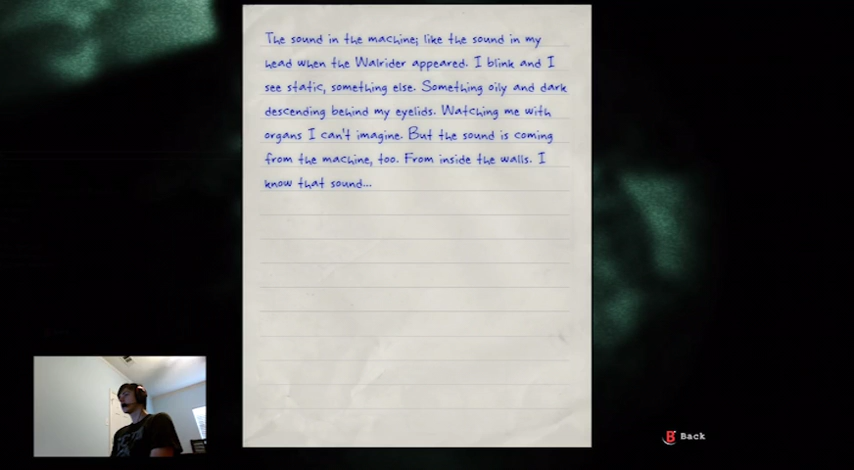 The sound in the machine; like the sound in my
head when the Walrider appeared. I blink and I
see static, something else. Something oily and dark
descending behind my eyelids. Watching me with
organs I can't imagine. But the sound is coming
from the machine, too. From inside the walls. I
know that sound...
B Back